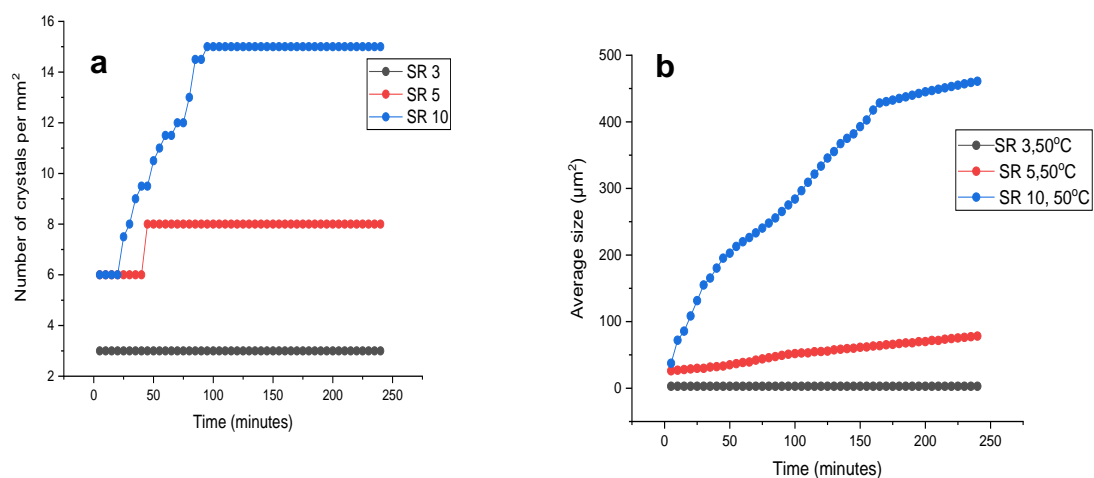 a
16
14
12
10
8
6
4
2
Number of crystals per mm²
0
50
100
150
200
250
Time (minutes)
SR 3
SR 5
SR 10
b
500
400
300
200
100
0
Average size (µm²)
0
50
100
150
200
250
Time (minutes)
SR 3,50°C
SR 5,50°C
SR 10, 50°C